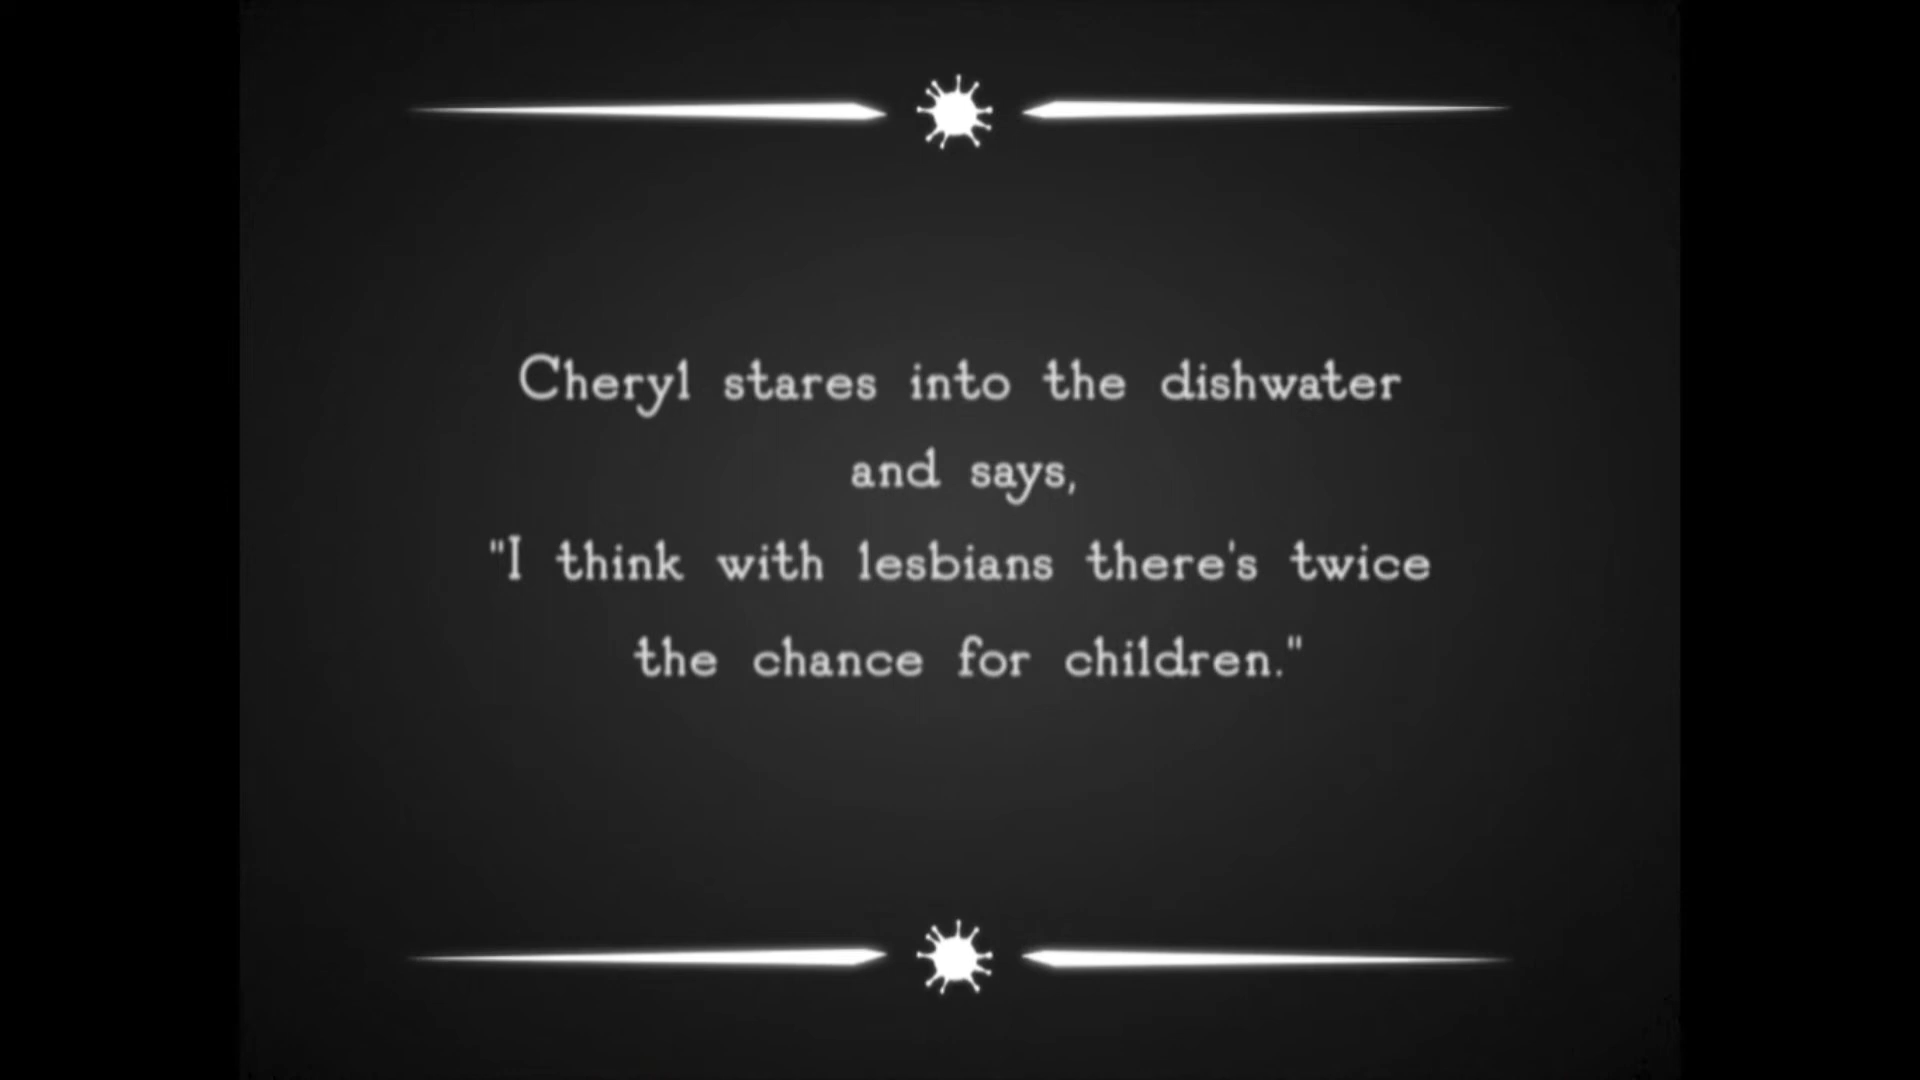 Cheryl stares into the dishwater
and says,
"I think with lesbians there's twice
the chance for children."